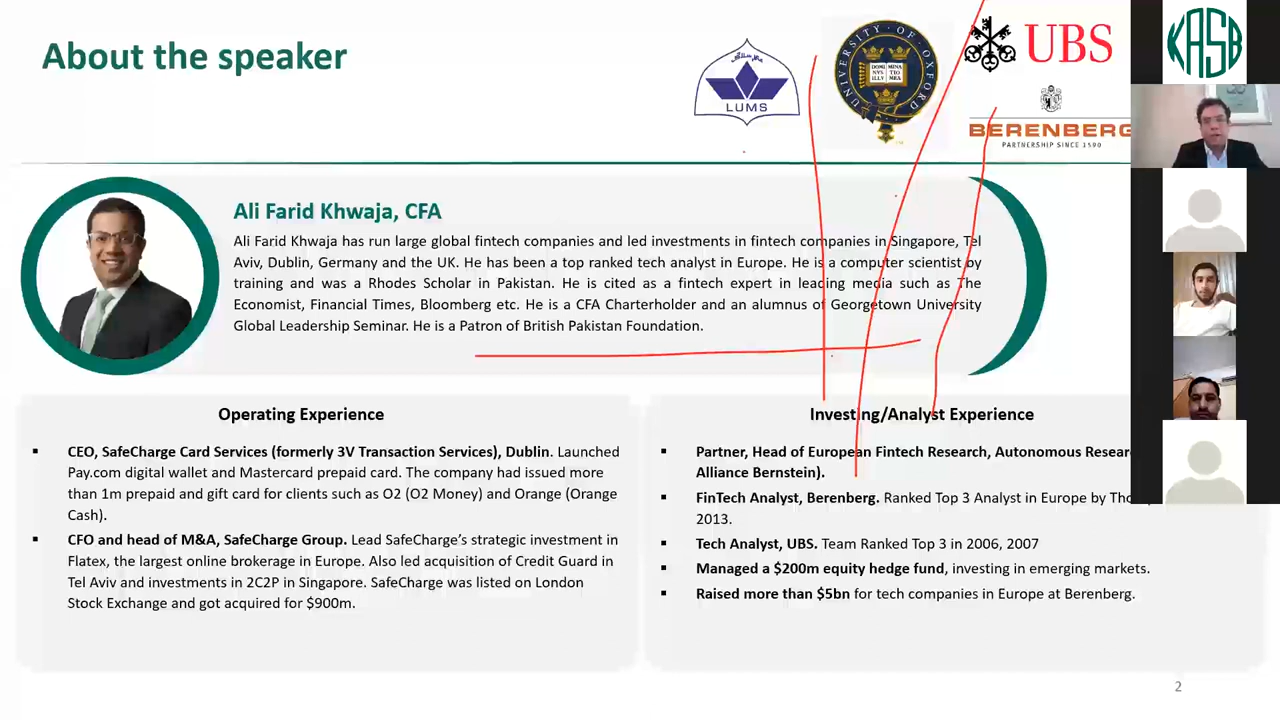 About the speaker
LUMS
UNIVERSITY · OF · OXFORD
DOMI MINA
NVS TIO
ILLV MEA
UBS
BERENBERG
PARTNERSHIP SINCE 1590
KASB
Ali Farid Khwaja, CFA
Ali Farid Khwaja has run large global fintech companies and led investments in fintech companies in Singapore, Tel
Aviv, Dublin, Germany and the UK. He has been a top ranked tech analyst in Europe. He is a computer scientist by
training and was a Rhodes Scholar in Pakistan. He is cited as a fintech expert in leading media such as The
Economist, Financial Times, Bloomberg etc. He is a CFA Charterholder and an alumnus of Georgetown University
Global Leadership Seminar. He is a Patron of British Pakistan Foundation.
Operating Experience
▪ CEO, SafeCharge Card Services (formerly 3V Transaction Services), Dublin. Launched
Pay.com digital wallet and Mastercard prepaid card. The company had issued more
than 1m prepaid and gift card for clients such as O2 (O2 Money) and Orange (Orange
Cash).
▪ CFO and head of M&A, SafeCharge Group. Lead SafeCharge’s strategic investment in
Flatex, the largest online brokerage in Europe. Also led acquisition of Credit Guard in
Tel Aviv and investments in 2C2P in Singapore. SafeCharge was listed on London
Stock Exchange and got acquired for $900m.
Investing/Analyst Experience
▪ Partner, Head of European Fintech Research, Autonomous
Alliance Bernstein).
▪ FinTech Analyst, Berenberg. Ranked Top 3 Analyst in Europe by
2013.
▪ Tech Analyst, UBS. Team Ranked Top 3 in 2006, 2007
▪ Managed a $200m equity hedge fund, investing in emerging markets.
▪ Raised more than $5bn for tech companies in Europe at Berenberg.
2